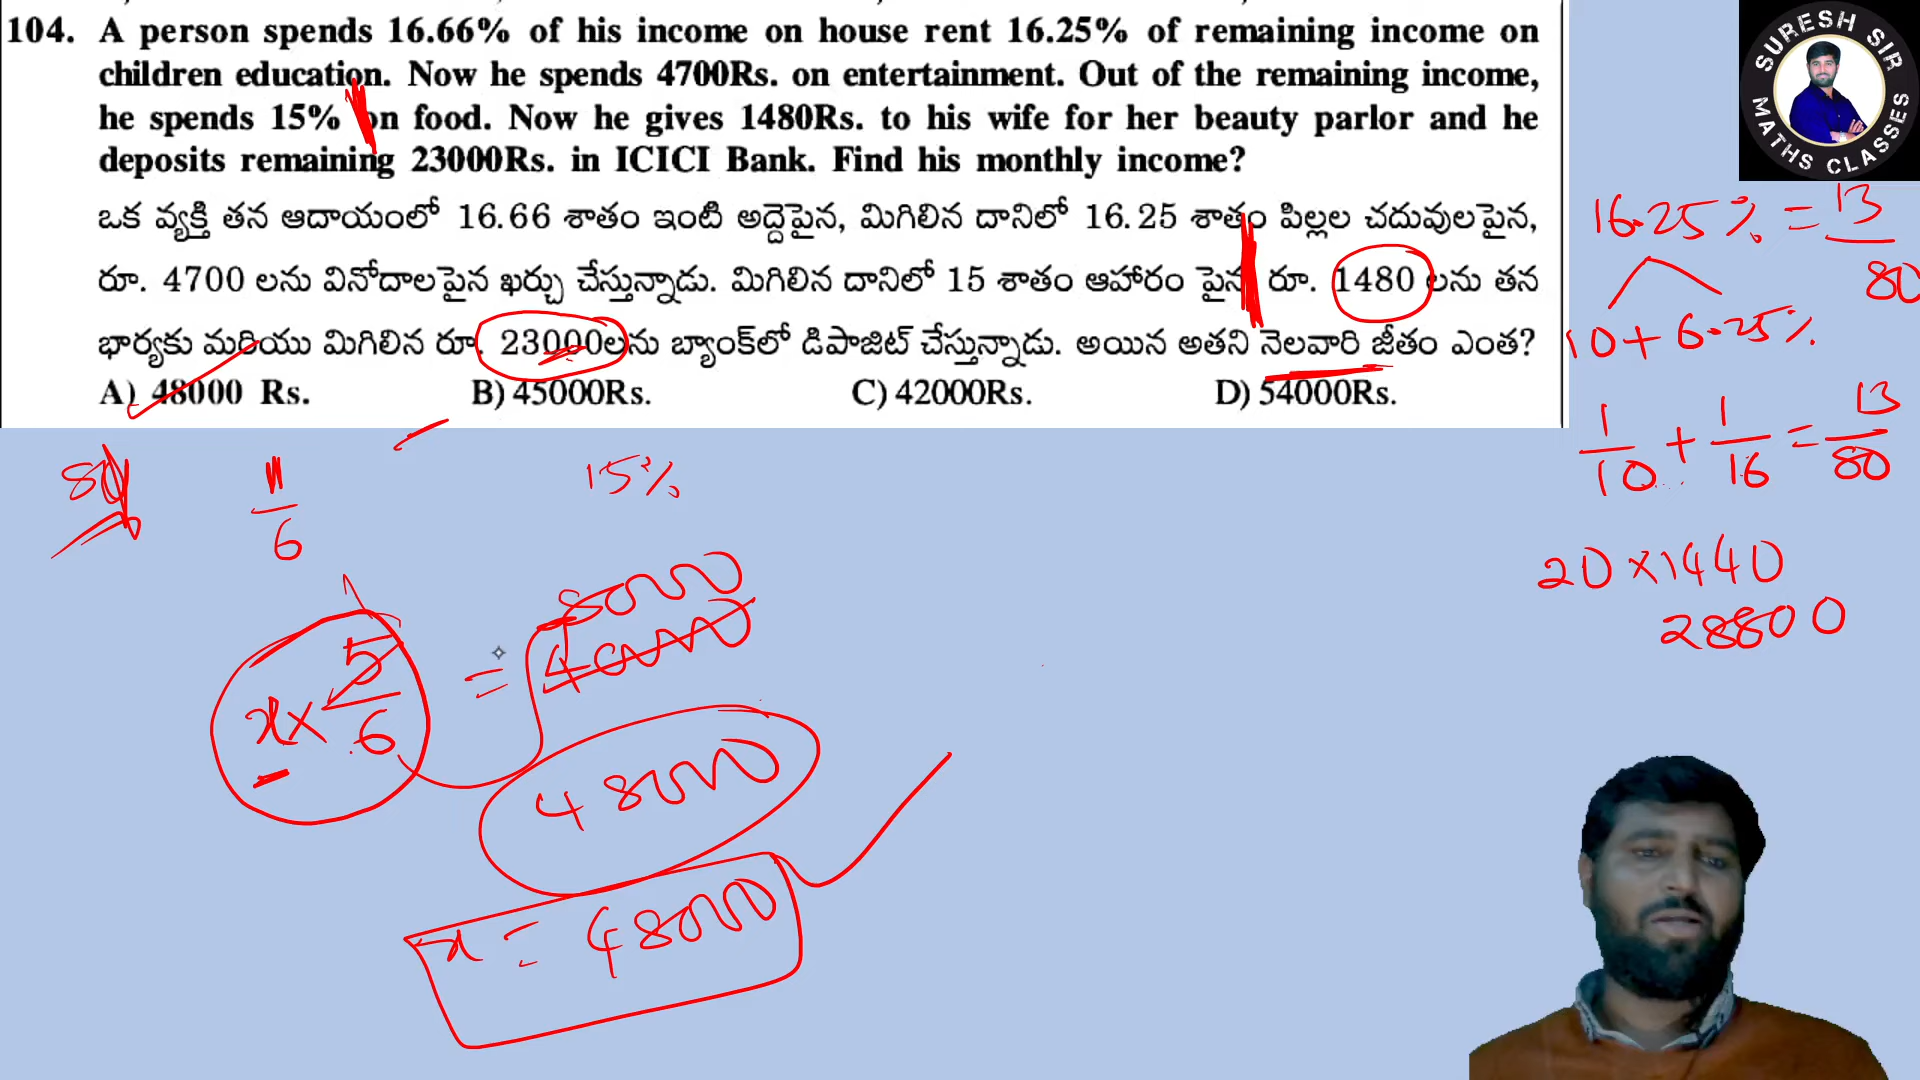 104. A person spends 16.66% of his income on house rent 16.25% of remaining income on
children education. Now he spends 4700Rs. on entertainment. Out of the remaining income,
he spends 15% on food. Now he gives 1480Rs. to his wife for her beauty parlor and he
deposits remaining 23000Rs. in ICICI Bank. Find his monthly income?
ఒక వ్యక్తి తన ఆదాయంలో 16.66 శాతం ఇంటి అద్దెపైన, మిగిలిన దానిలో 16.25 శాతం పిల్లల చదువులపైన,
రూ. 4700 లను వినోదాలపైన ఖర్చు చేస్తున్నాడు. మిగిలిన దానిలో 15 శాతం ఆహారం పైన రూ. 1480 లను తన
భార్యకు మరియు మిగిలిన రూ. 23000లను బ్యాంక్‌లో డిపాజిట్ చేస్తున్నాడు. అయిన అతని నెలవారి జీతం ఎంత?
A) 48000 Rs. B) 45000Rs. C) 42000Rs. D) 54000Rs.
SURESH SIR
MATHS CLASSES
16.25% = 13/80
10 + 6.25%
1/10 + 1/16 = 13/80
20 × 1440
28800
1/6
15%
8000
x × 5/6 = 40000
48000
x = 48000